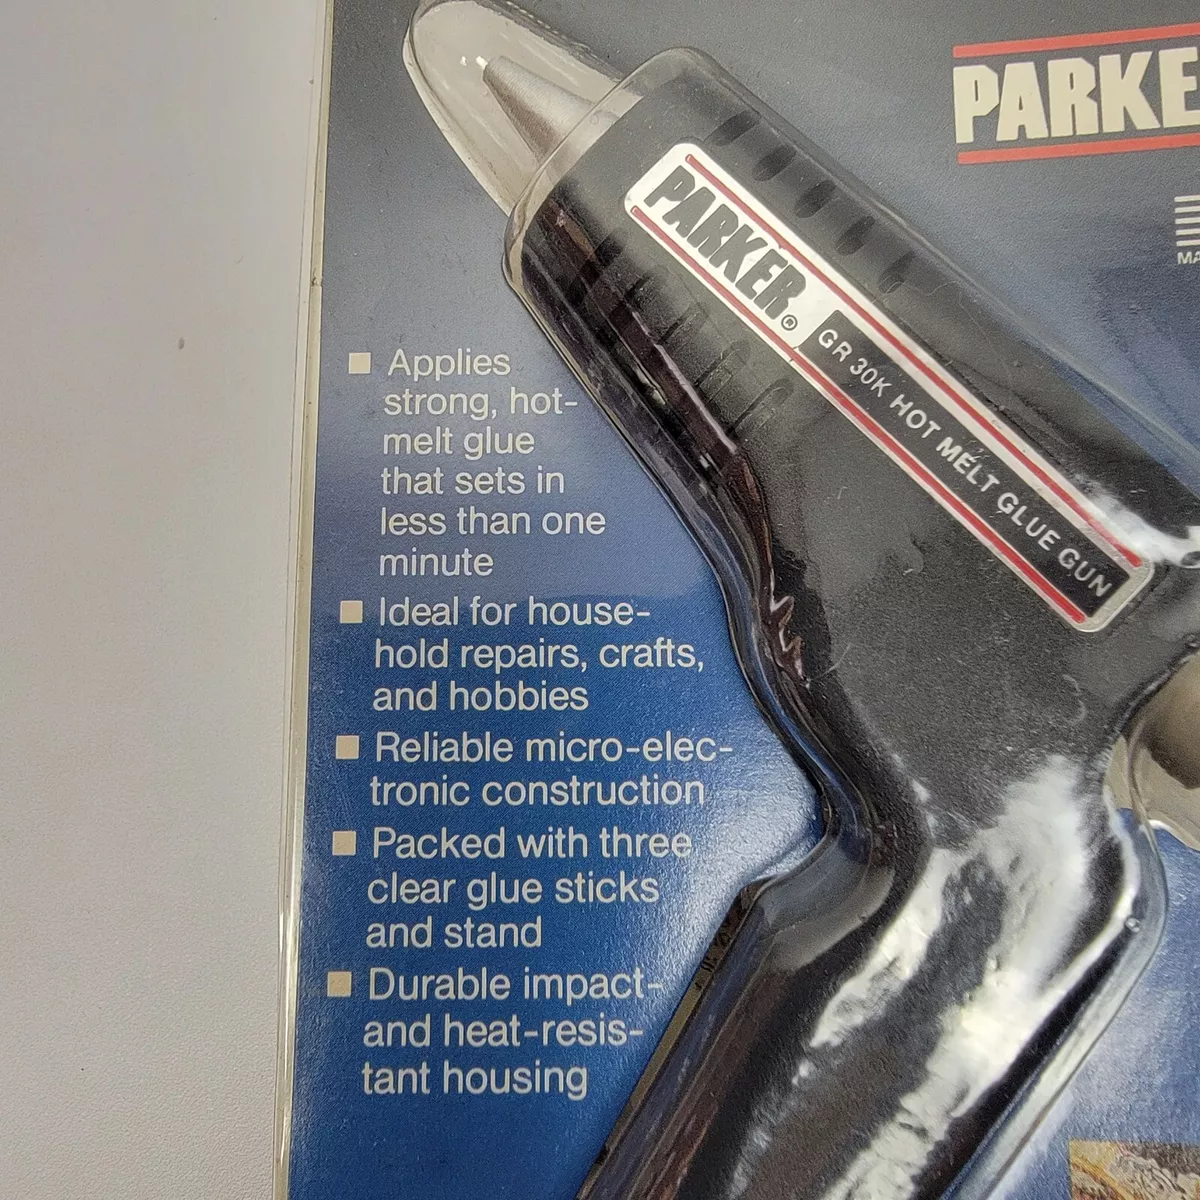 PARKE
MA
PARKER®
GR 30K HOT MELT GLUE GUN
■ Applies
strong, hot-
melt glue
that sets in
less than one
minute
■ Ideal for house-
hold repairs, crafts,
and hobbies
■ Reliable micro-elec-
tronic construction
■ Packed with three
clear glue sticks
and stand
■ Durable impact-
and heat-resis-
tant housing